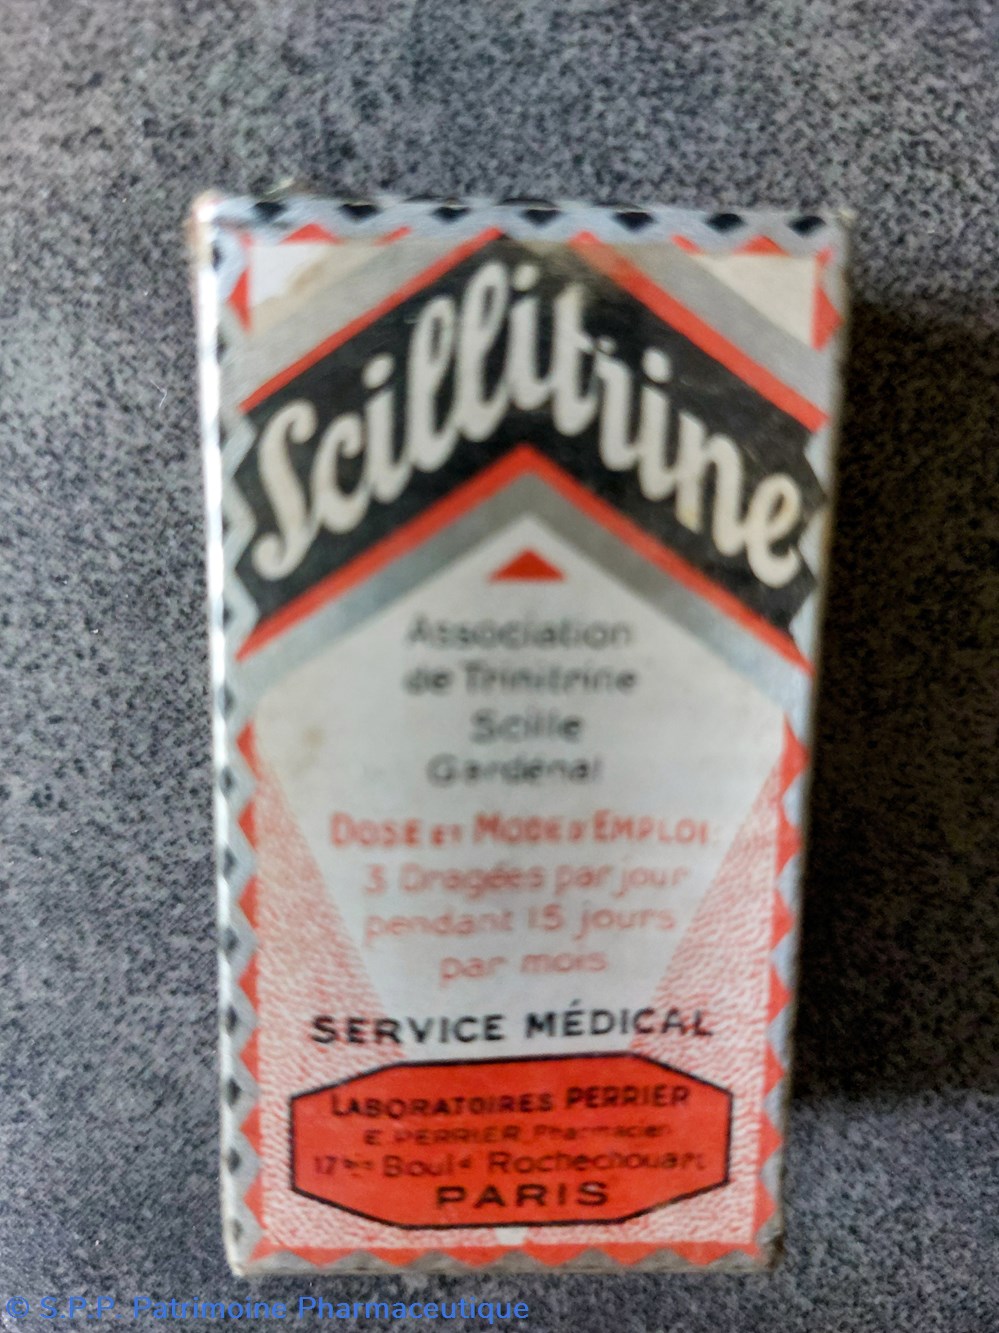 Scillitrine
Association
de Trinitrine
Scille
Gardénal
DOSE ET MODE D'EMPLOI:
3 Dragées par jour
pendant 15 jours
par mois
SERVICE MÉDICAL
LABORATOIRES PERRIER
E. PERRIER, Pharmacien
17bis Bould Rochechouart
PARIS
© S.P.P. Patrimoine Pharmaceutique